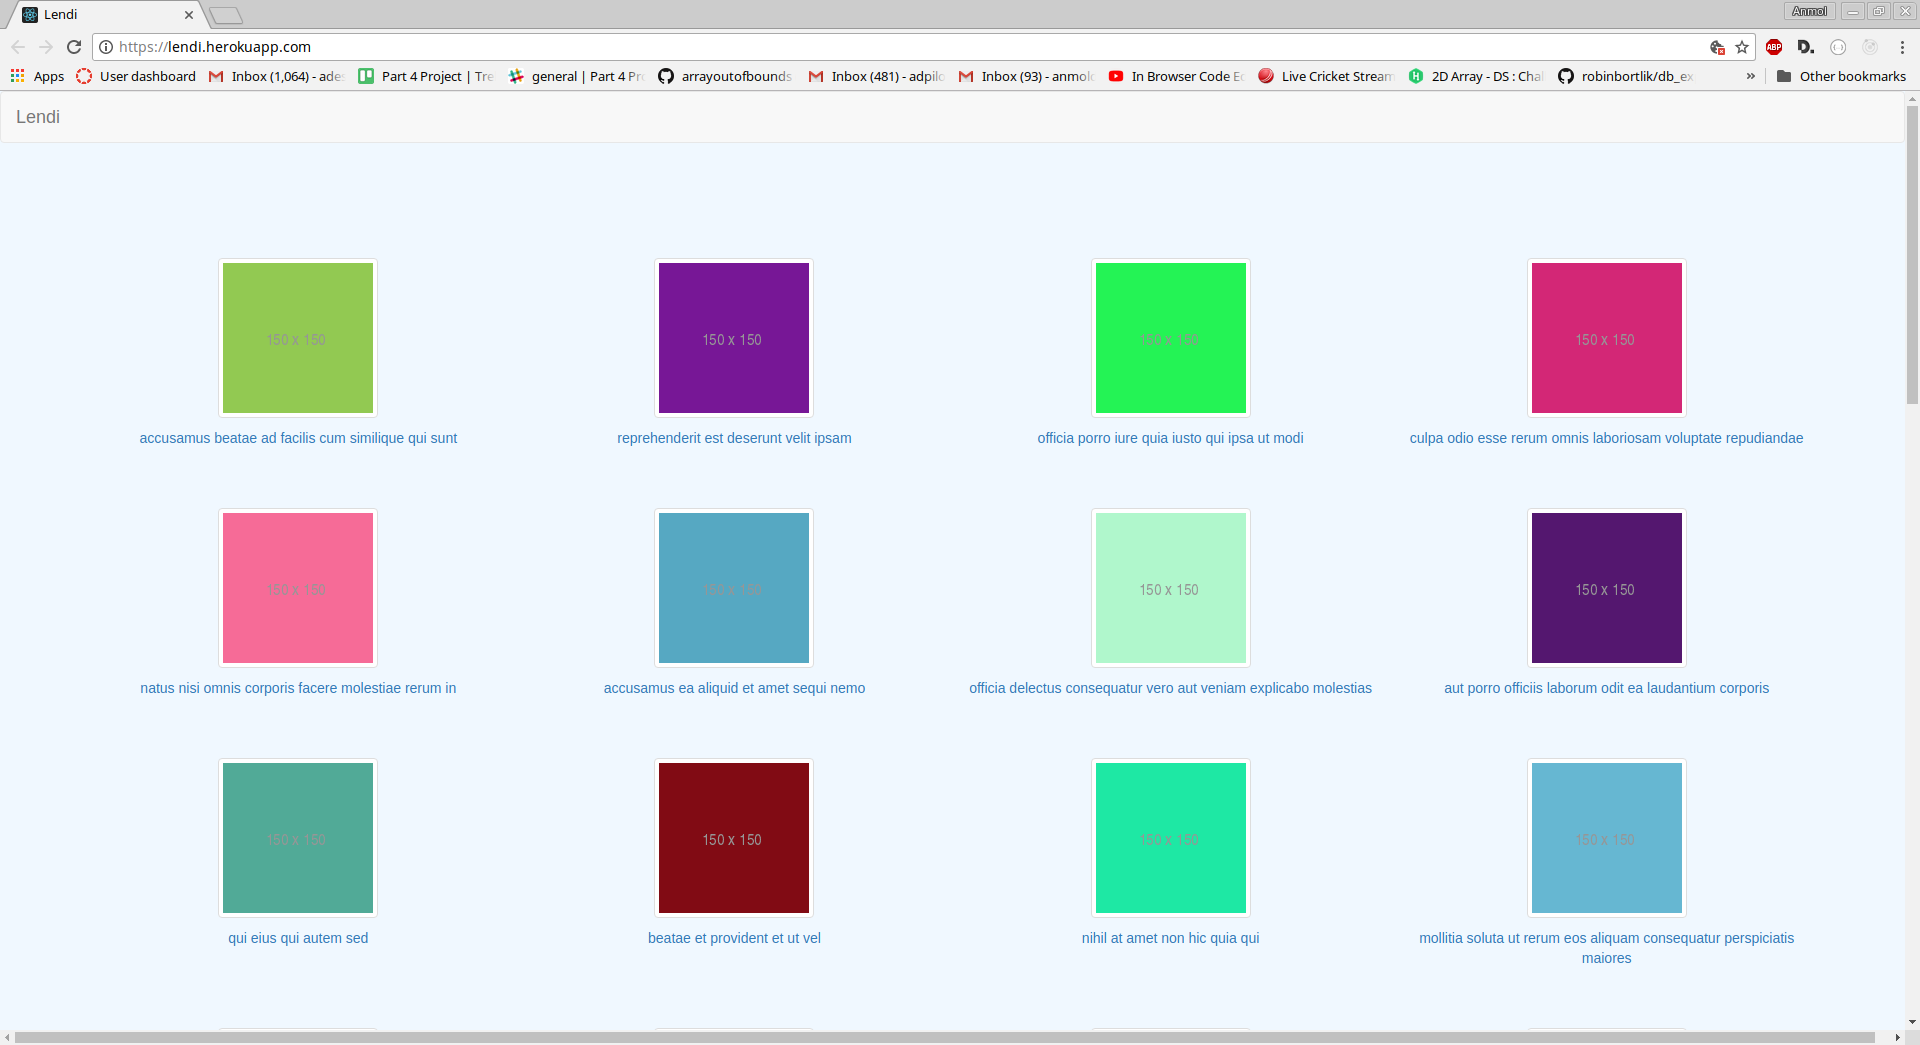 Lendi
Anmol
https://lendi.herokuapp.com
ABP
D.
Apps
User dashboard
Inbox (1,064) - ades
Part 4 Project | Tre
general | Part 4 Pro
arrayoutofbounds
Inbox (481) - adpilo
Inbox (93) - anmolc
In Browser Code Ed
Live Cricket Stream
2D Array - DS : Chal
robinbortlik/db_ex
»
Other bookmarks
Lendi
150 x 150
150 x 150
150 x 150
150 x 150
accusamus beatae ad facilis cum similique qui sunt
reprehenderit est deserunt velit ipsam
officia porro iure quia iusto qui ipsa ut modi
culpa odio esse rerum omnis laboriosam voluptate repudiandae
150 x 150
150 x 150
150 x 150
150 x 150
natus nisi omnis corporis facere molestiae rerum in
accusamus ea aliquid et amet sequi nemo
officia delectus consequatur vero aut veniam explicabo molestias
aut porro officiis laborum odit ea laudantium corporis
150 x 150
150 x 150
150 x 150
150 x 150
qui eius qui autem sed
beatae et provident et ut vel
nihil at amet non hic quia qui
mollitia soluta ut rerum eos aliquam consequatur perspiciatis
maiores